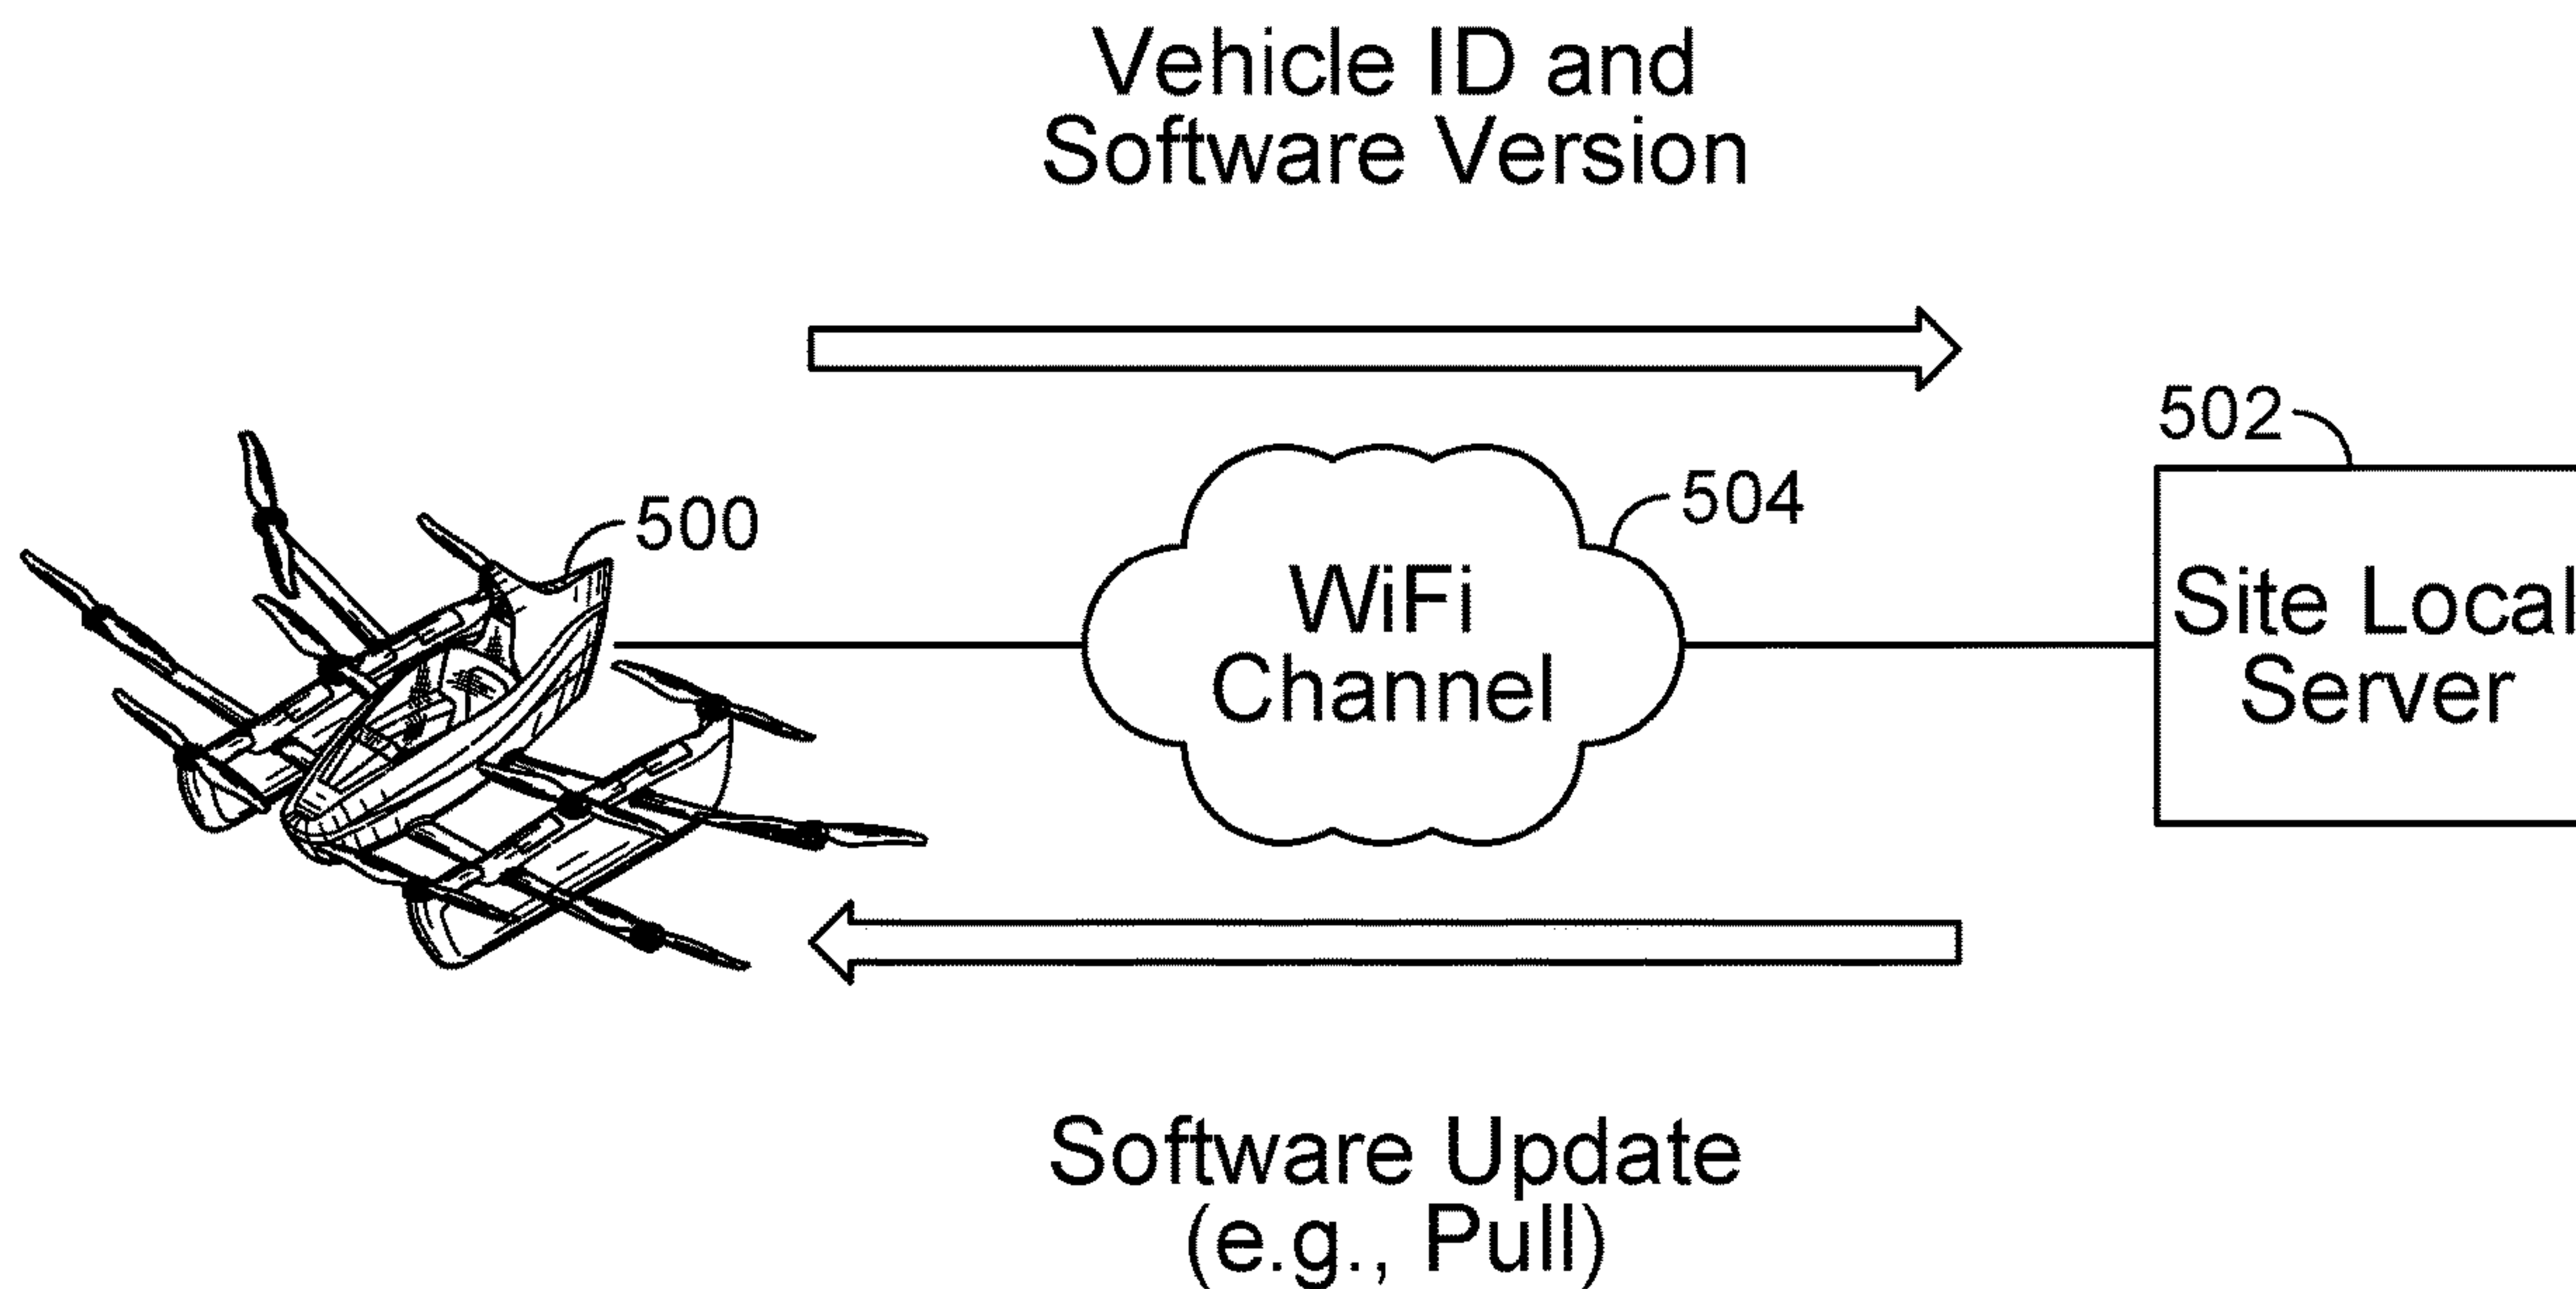 Vehicle ID and
Software Version
502
500
504
WiFi
Channel
Site Local
Server
Software Update
(e.g., Pull)